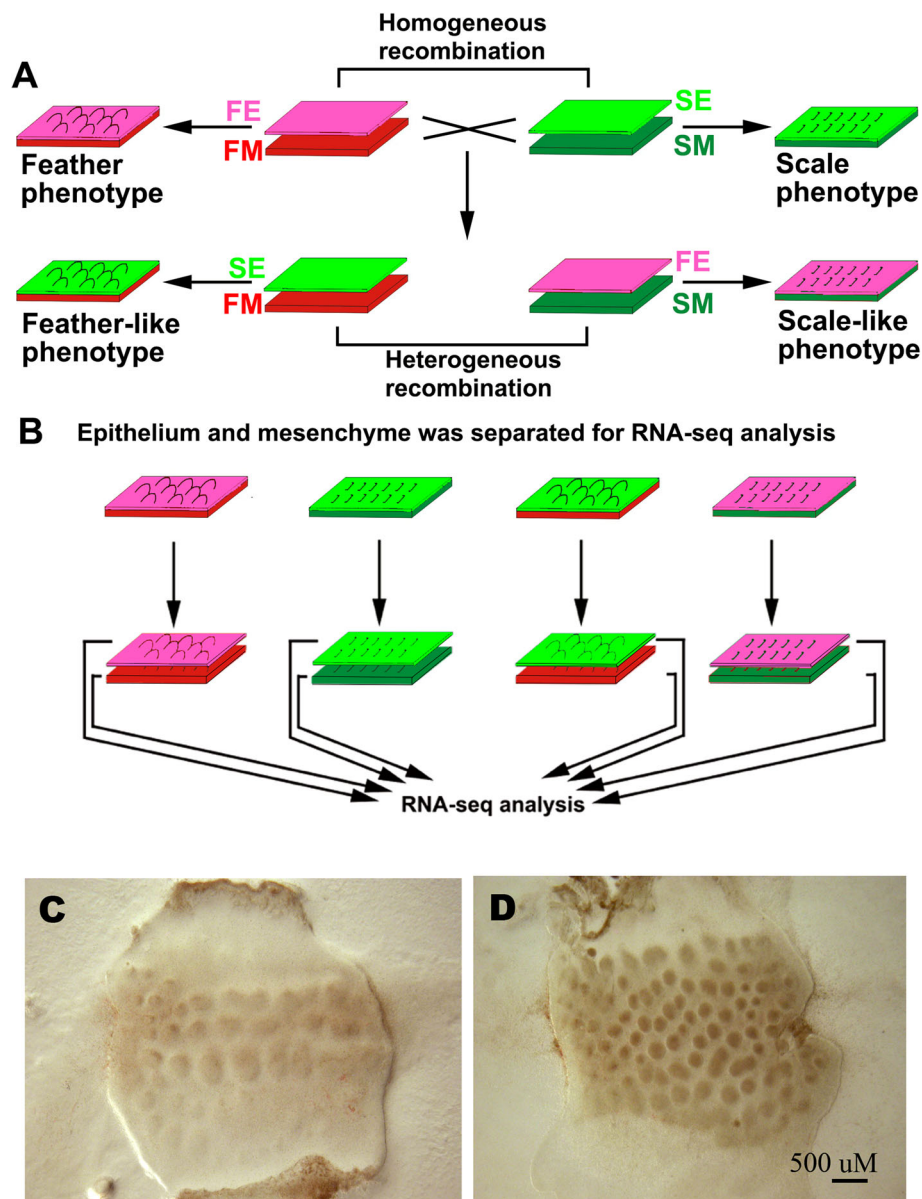 Homogeneous
recombination
A
FE
FM
SE
SM
Feather
phenotype
Scale
phenotype
SE
FM
FE
SM
Feather-like
phenotype
Scale-like
phenotype
Heterogeneous
recombination
B Epithelium and mesenchyme was separated for RNA-seq analysis
RNA-seq analysis
C
D
500 uM